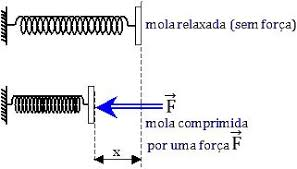 mola relaxada (sem força)
F
mola comprimida
por uma força F
x